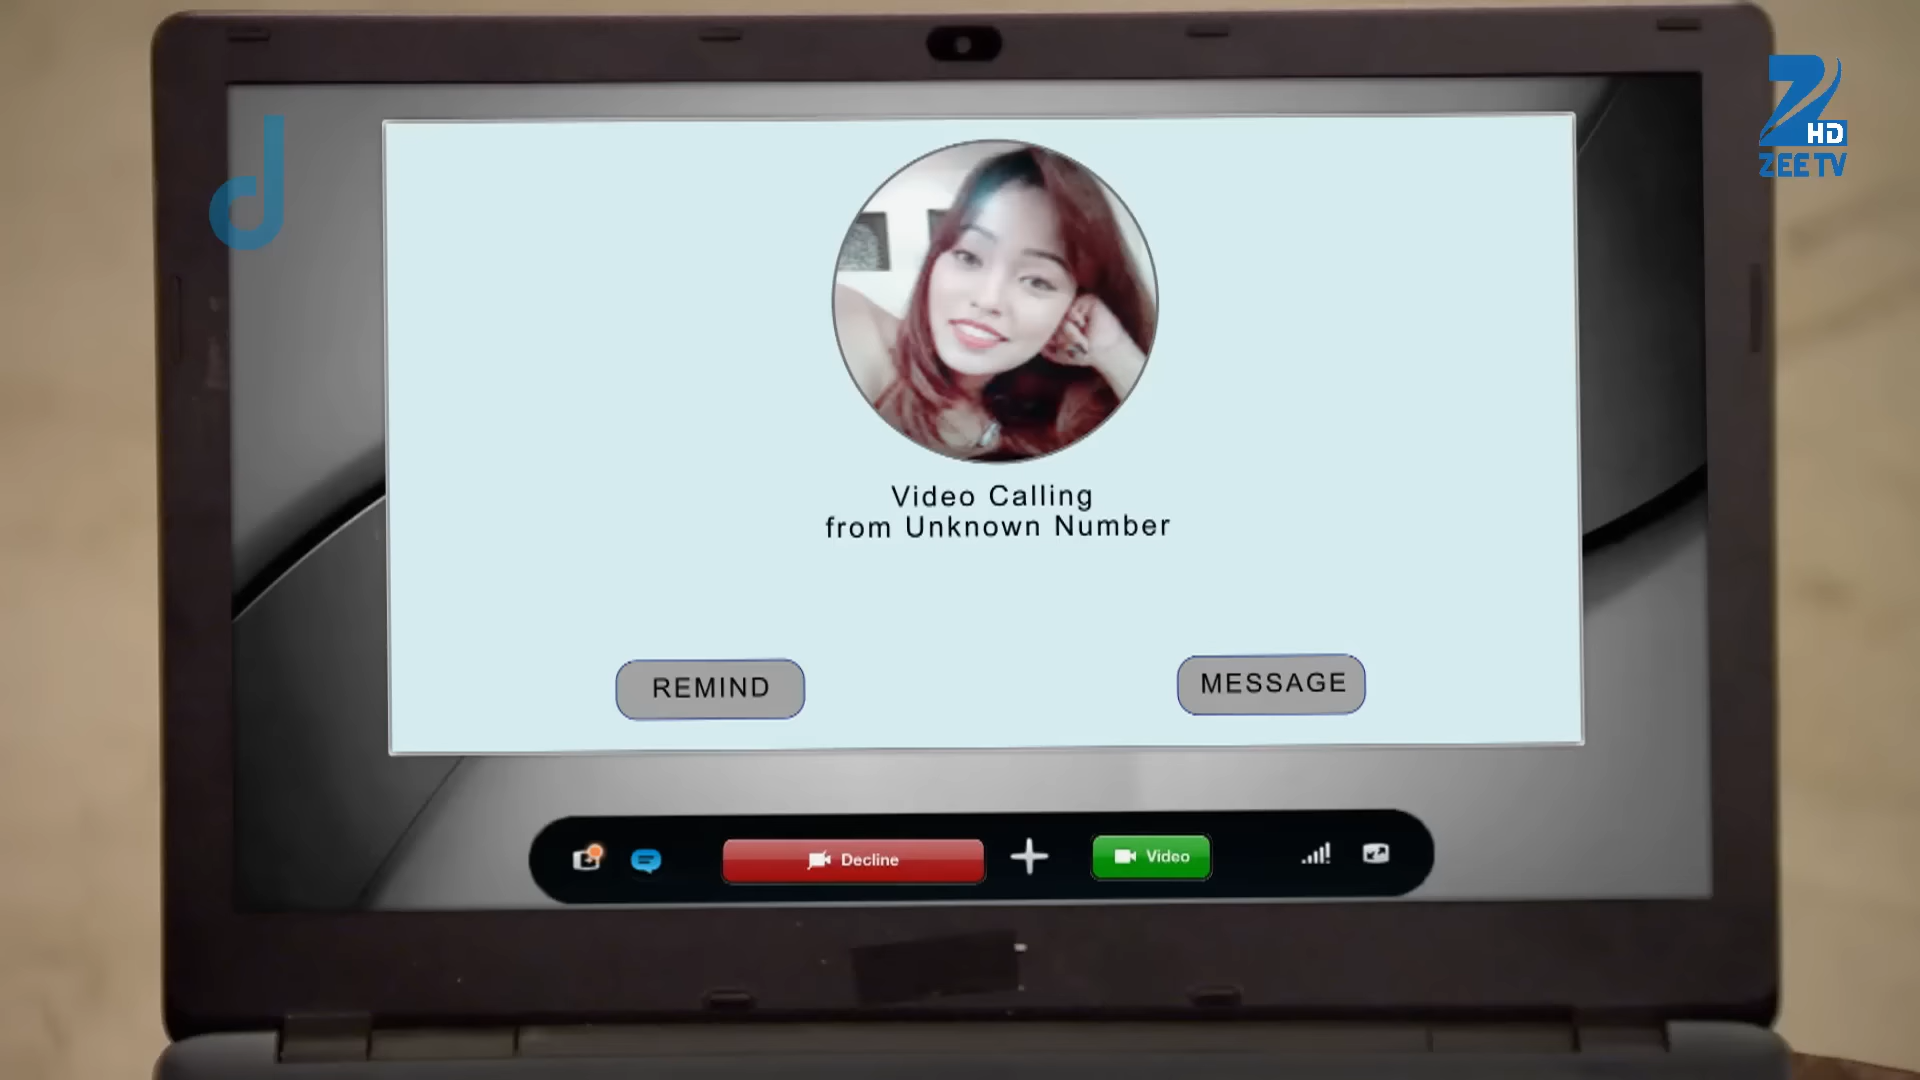 HD
ZEE TV
Video Calling
from Unknown Number
REMIND
MESSAGE
Decline
Video